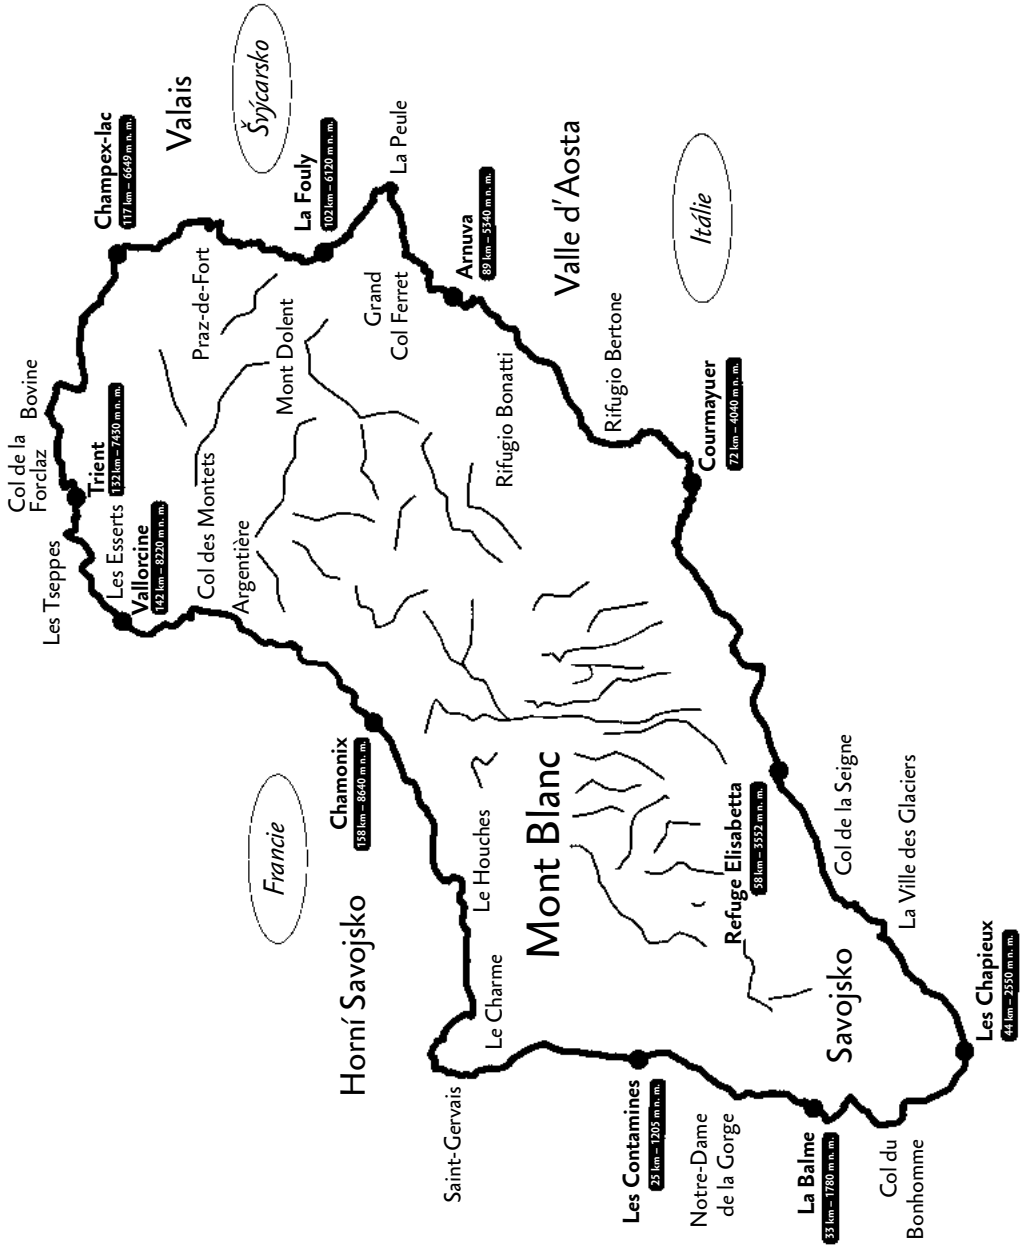 Saint-Gervais
Les Contamines
25 km – 1205 m n. m.
Notre-Dame
de la Gorge
La Balme
33 km – 1780 m n. m.
Col du
Bonhomme
Horní Savojsko
Le Charme
Savojsko
Les Chapieux
44 km – 2550 m n. m.
Francie
Chamonix
158 km – 8640 m n. m.
Le Houches
Mont Blanc
Refuge Elisabetta
58 km – 3552 m n. m.
Col de la Seigne
La Ville des Glaciers
Les Tseppes
Les Esserts
Vallorcine
142 km – 8220 m n. m.
Col des Montets
Argentière
Col de la
Forclaz
Bovine
Trient
132 km – 7430 m n. m.
Praz-de-Fort
Mont Dolent
Grand
Col Ferret
Rifugio Bonatti
Rifugio Bertone
Courmayuer
72 km – 4040 m n. m.
Champex-lac
117 km – 6649 m n. m.
Valais
Švýcarsko
La Fouly
102 km – 6120 m n. m.
La Peule
Arnuva
89 km – 5340 m n. m.
Valle d’Aosta
Itálie